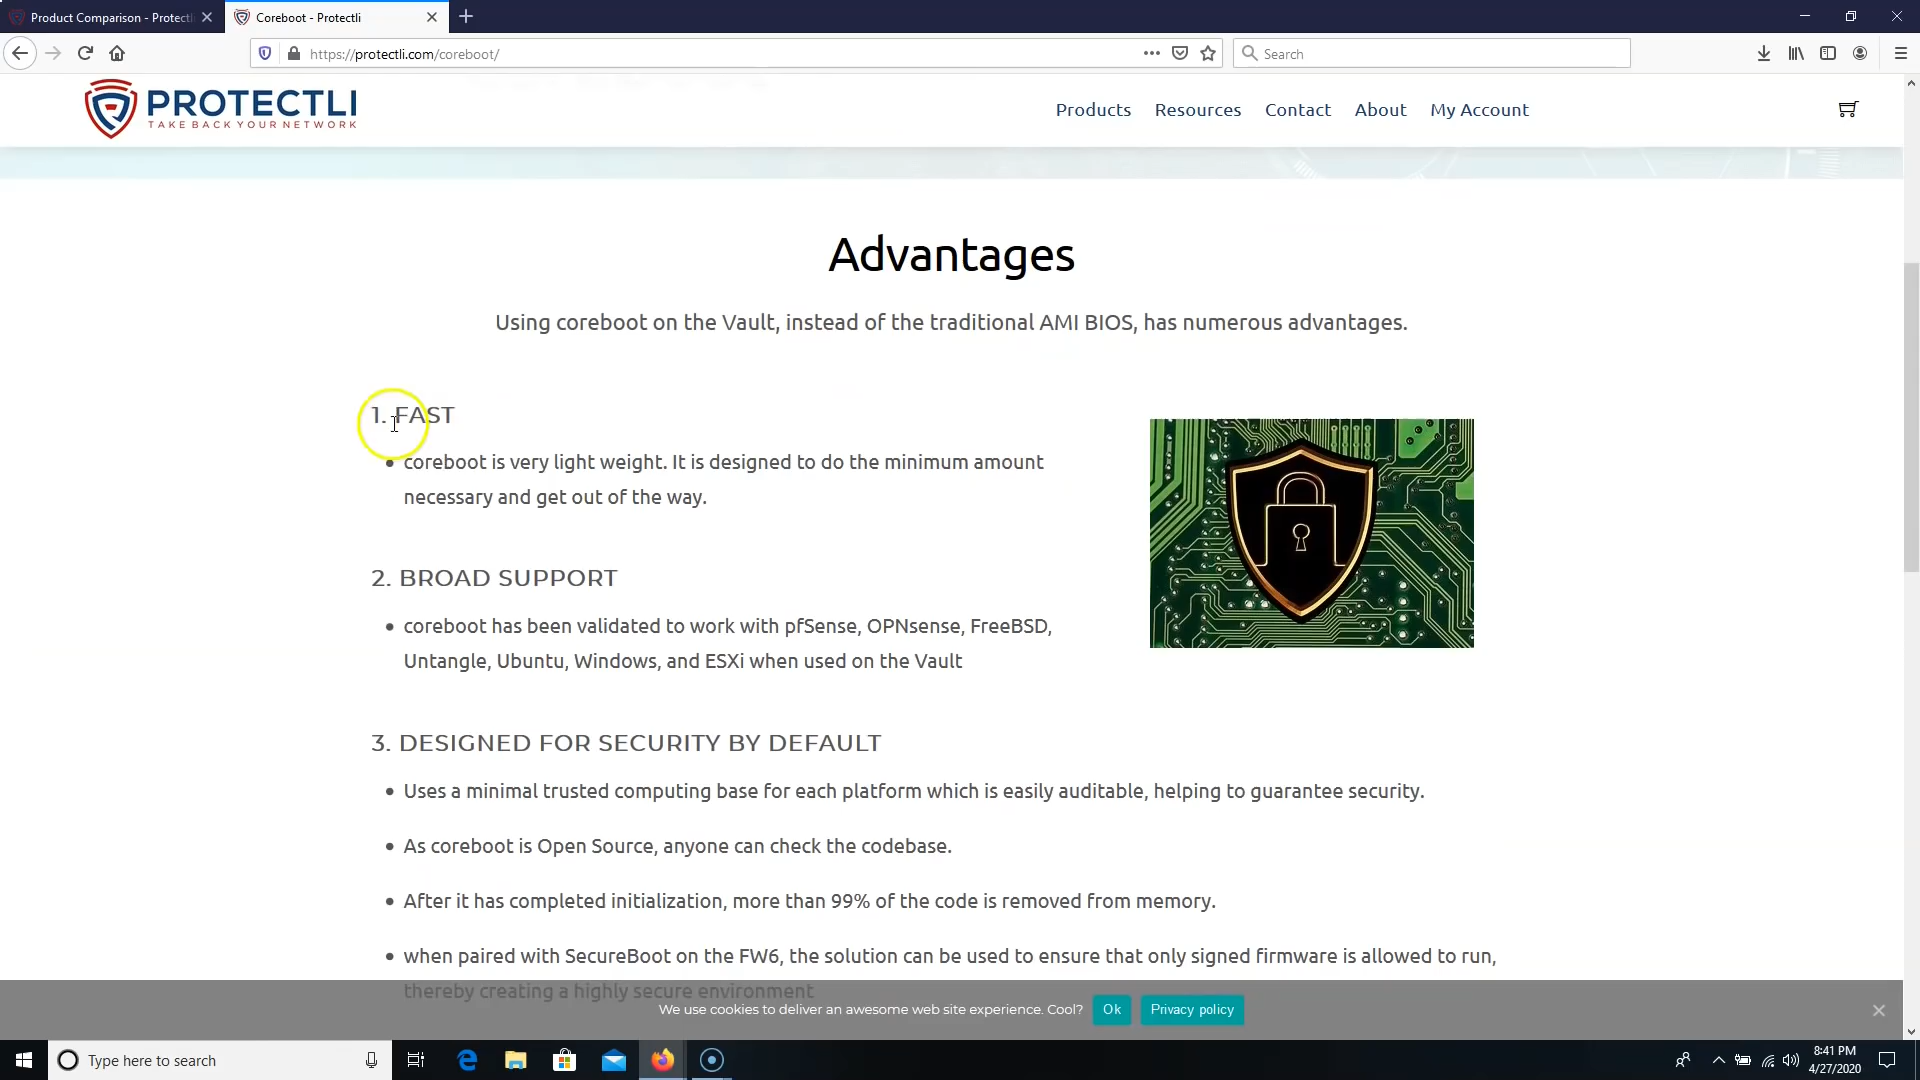 Product Comparison - Protectli
Coreboot - Protectli
https://protectli.com/coreboot/
Search
PROTECTLI
TAKE BACK YOUR NETWORK
Products
Resources
Contact
About
My Account
Advantages
Using coreboot on the Vault, instead of the traditional AMI BIOS, has numerous advantages.
1. FAST
coreboot is very light weight. It is designed to do the minimum amount
necessary and get out of the way.
2. BROAD SUPPORT
coreboot has been validated to work with pfSense, OPNsense, FreeBSD,
Untangle, Ubuntu, Windows, and ESXi when used on the Vault
3. DESIGNED FOR SECURITY BY DEFAULT
Uses a minimal trusted computing base for each platform which is easily auditable, helping to guarantee security.
As coreboot is Open Source, anyone can check the codebase.
After it has completed initialization, more than 99% of the code is removed from memory.
when paired with SecureBoot on the FW6, the solution can be used to ensure that only signed firmware is allowed to run,
thereby creating a highly secure environment
We use cookies to deliver an awesome web site experience. Cool?
Ok
Privacy policy
Type here to search
8:41 PM
4/27/2020